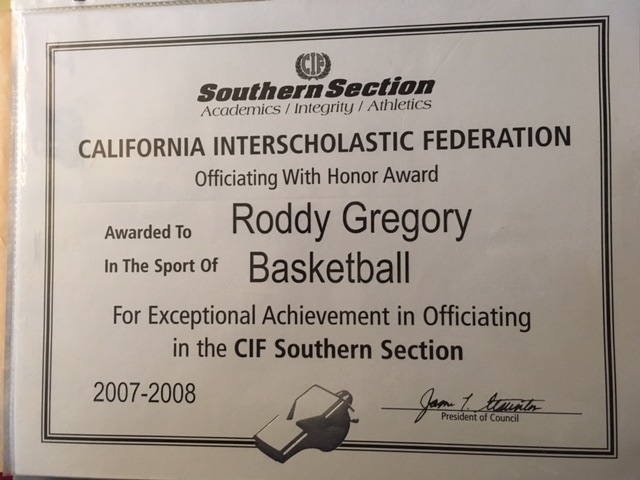 CIF
Southern Section
Academics / Integrity / Athletics
CALIFORNIA INTERSCHOLASTIC FEDERATION
Officiating With Honor Award
Awarded To Roddy Gregory
In The Sport Of Basketball
For Exceptional Achievement in Officiating
in the CIF Southern Section
2007-2008
President of Council